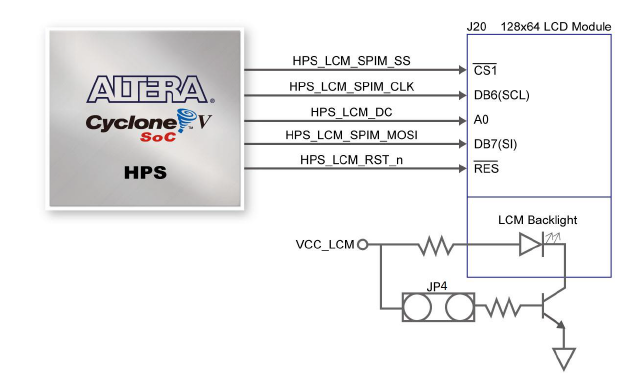 J20 128x64 LCD Module
HPS_LCM_SPIM_SS
CS1
HPS_LCM_SPIM_CLK
DB6(SCL)
HPS_LCM_DC
A0
HPS_LCM_SPIM_MOSI
DB7(SI)
HPS_LCM_RST_n
RES
ALTERA
Cyclone V
SoC
HPS
LCM Backlight
VCC_LCM
JP4